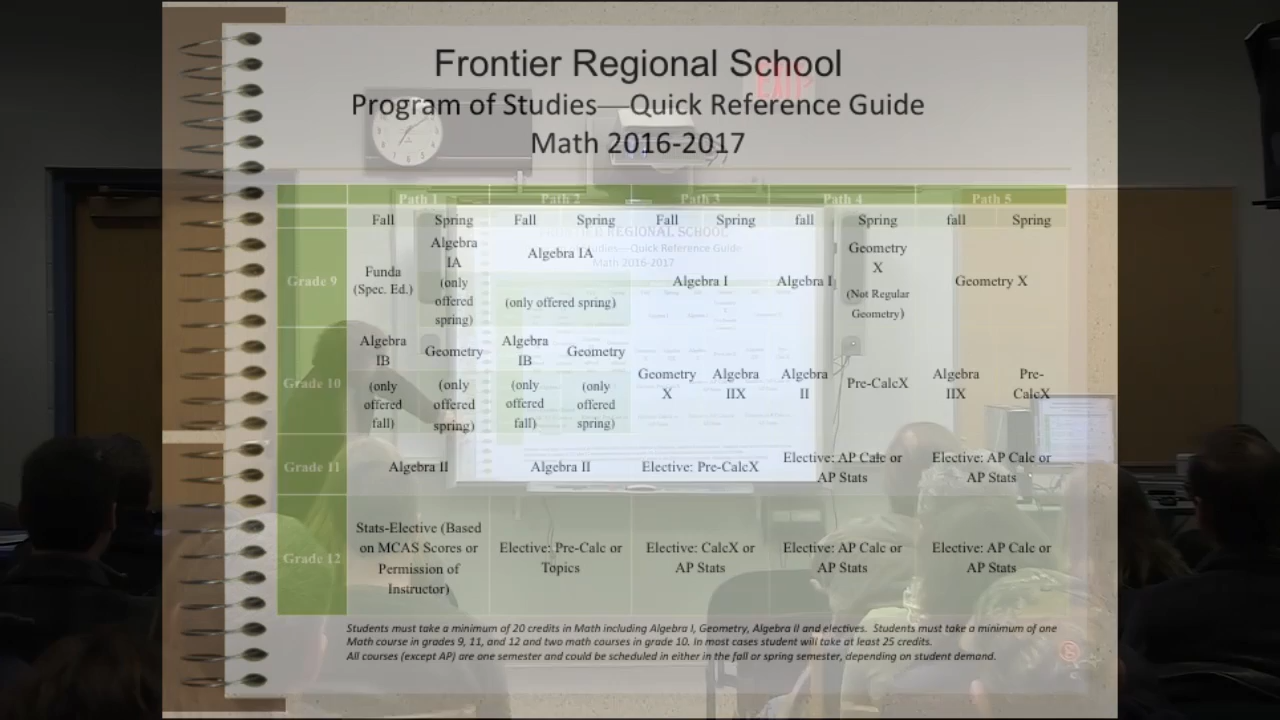 Frontier Regional School
Program of Studies—Quick Reference Guide
Math 2016-2017
EXIT
Path 1 Path 2 Path 3 Path 4 Path 5
Fall Spring Fall Spring Fall Spring fall Spring fall Spring
Grade 9
Funda
(Spec. Ed.)
Algebra
IA
(only
offered
spring)
Algebra IA
(only offered spring)
Algebra I
Algebra I
Geometry
X
(Not Regular
Geometry)
Geometry X
Grade 10
Algebra
IB
(only
offered
fall)
Geometry
(only
offered
spring)
Algebra
IB
(only
offered
fall)
Geometry
(only
offered
spring)
Geometry
X
Algebra
IIX
Algebra
II
Pre-CalcX
Algebra
IIX
Pre-
CalcX
Grade 11
Algebra II
Algebra II
Elective: Pre-CalcX
Elective: AP Calc or
AP Stats
Elective: AP Calc or
AP Stats
Grade 12
Stats-Elective (Based
on MCAS Scores or
Permission of
Instructor)
Elective: Pre-Calc or
Topics
Elective: CalcX or
AP Stats
Elective: AP Calc or
AP Stats
Elective: AP Calc or
AP Stats
Students must take a minimum of 20 credits in Math including Algebra I, Geometry, Algebra II and electives. Students must take a minimum of one
Math course in grades 9, 11, and 12 and two math courses in grade 10. In most cases student will take at least 25 credits.
All courses (except AP) are one semester and could be scheduled in either in the fall or spring semester, depending on student demand.
REGIONAL SCHOOL
Studies—Quick Reference Guide
Math 2016-2017